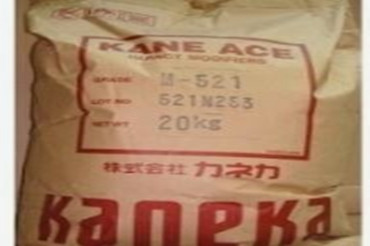 KANE ACE
IMPACT MODIFIERS
GRADE M-521
LOT NO 521N253
NET WT 20kg
株式会社 カネカ
Kaneka